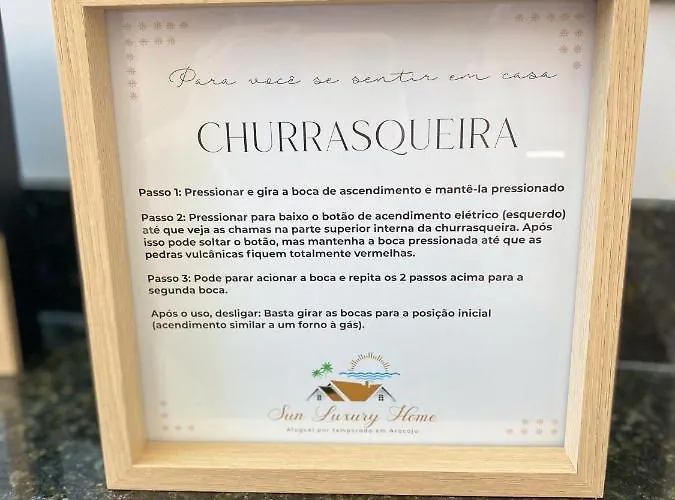 Para você se sentir em casa
CHURRASQUEIRA
Passo 1: Pressionar e gira a boca de ascendimento e mantê-la pressionado
Passo 2: Pressionar para baixo o botão de acendimento elétrico (esquerdo)
até que veja as chamas na parte superior interna da churrasqueira. Após
isso pode soltar o botão, mas mantenha a boca pressionada até que as
pedras vulcânicas fiquem totalmente vermelhas.
Passo 3: Pode parar acionar a boca e repita os 2 passos acima para a
segunda boca.
Após o uso, desligar: Basta girar as bocas para a posição inicial
(acendimento similar a um forno à gás).
Sun Luxury Home
Aluguel por temporada em Aracaju